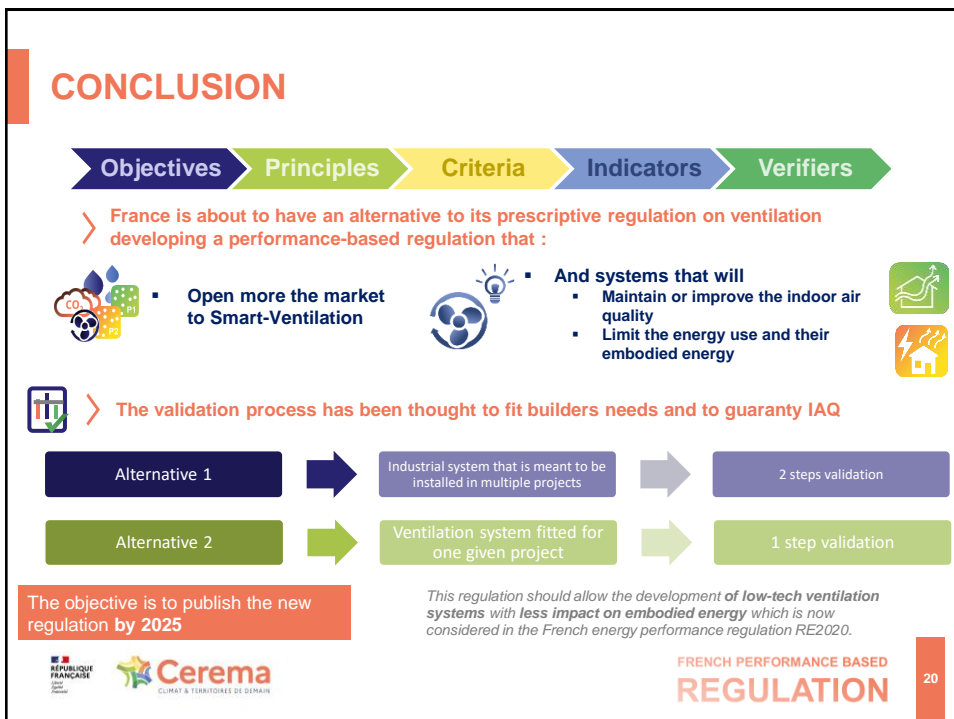 CONCLUSION
Objectives
Principles
Criteria
Indicators
Verifiers
France is about to have an alternative to its prescriptive regulation on ventilation
developing a performance-based regulation that :
CO2
P1
P2
▪ Open more the market
to Smart-Ventilation
▪ And systems that will
▪ Maintain or improve the indoor air
quality
▪ Limit the energy use and their
embodied energy
The validation process has been thought to fit builders needs and to guaranty IAQ
Alternative 1
Industrial system that is meant to be
installed in multiple projects
2 steps validation
Alternative 2
Ventilation system fitted for
one given project
1 step validation
The objective is to publish the new
regulation by 2025
This regulation should allow the development of low-tech ventilation
systems with less impact on embodied energy which is now
considered in the French energy performance regulation RE2020.
RÉPUBLIQUE
FRANÇAISE
Liberté
Égalité
Fraternité
Cerema
CLIMAT & TERRITOIRES DE DEMAIN
FRENCH PERFORMANCE BASED
REGULATION
20